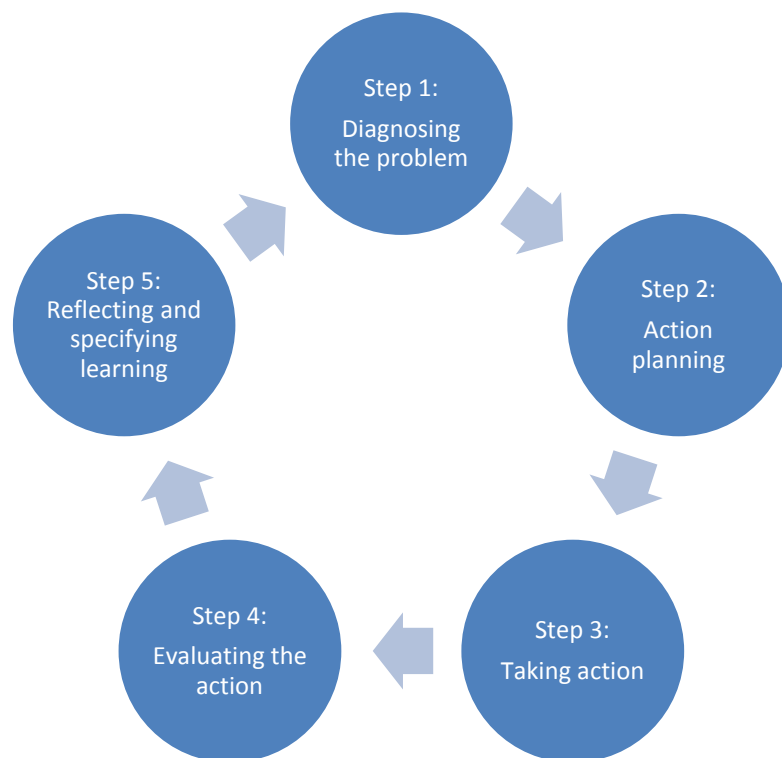 Step 1:
Diagnosing
the problem
Step 2:
Action
planning
Step 3:
Taking action
Step 4:
Evaluating the
action
Step 5:
Reflecting and
specifying
learning